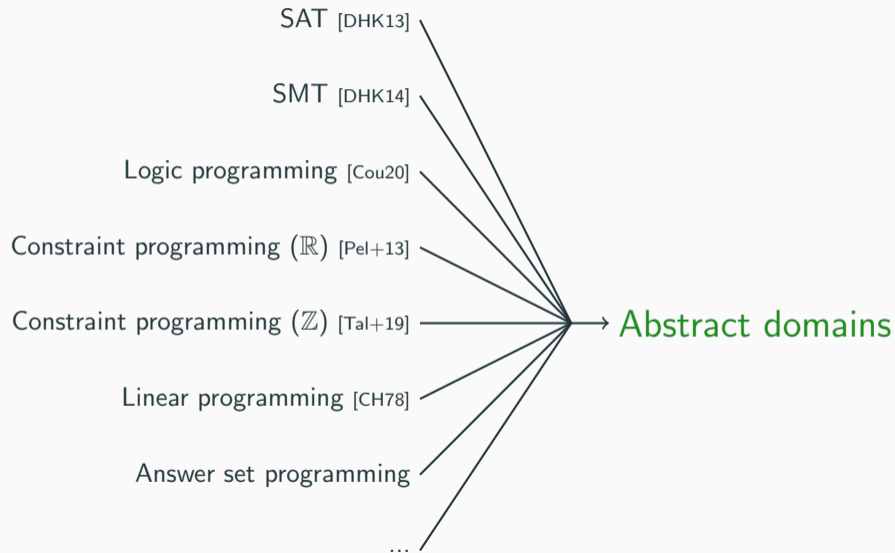 SAT [DHK13]
SMT [DHK14]
Logic programming [Cou20]
Constraint programming (ℝ) [Pel+13]
Constraint programming (ℤ) [Tal+19]
Abstract domains
Linear programming [CH78]
Answer set programming
...